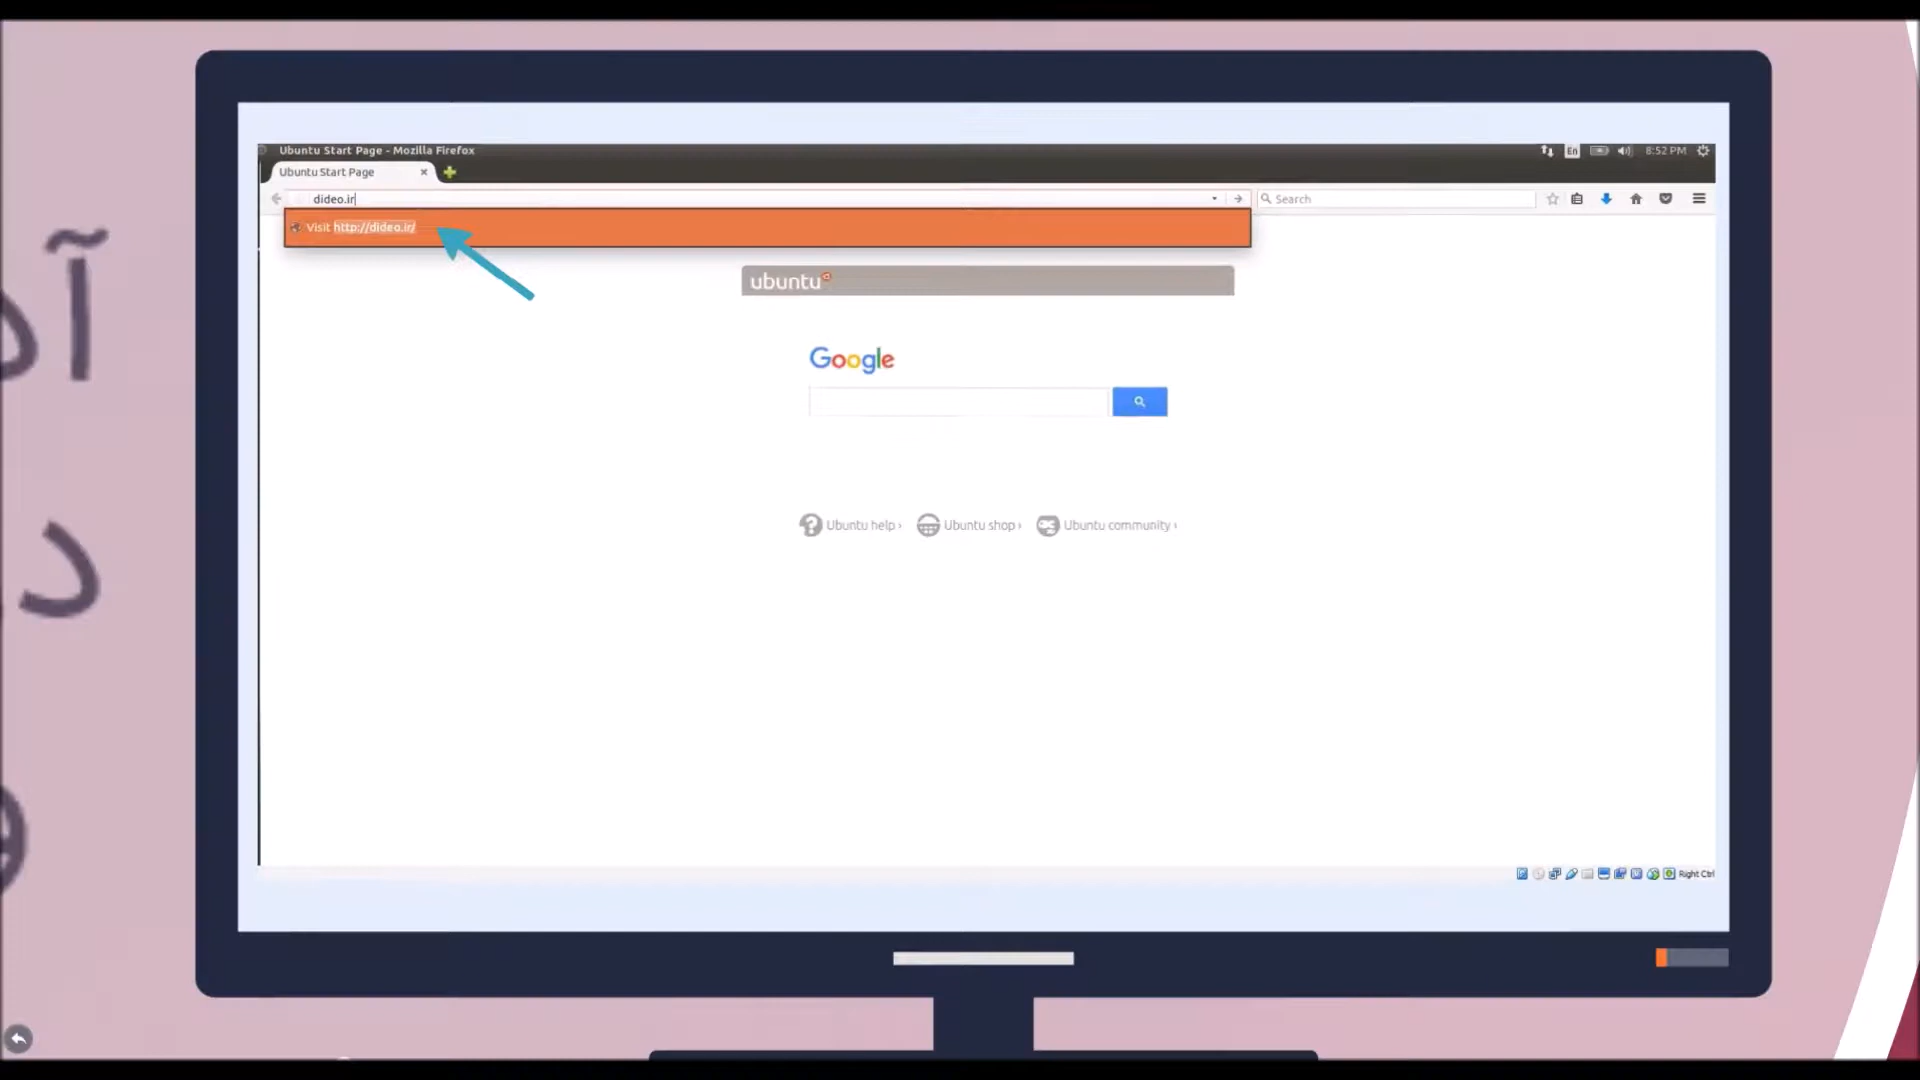 Ubuntu Start Page - Mozilla Firefox
En
8:52 PM
Ubuntu Start Page
dideo.ir
Search
Visit http://dideo.ir/
ubuntu
Google
Ubuntu help ›
Ubuntu shop ›
Ubuntu community ›
Right Ctrl